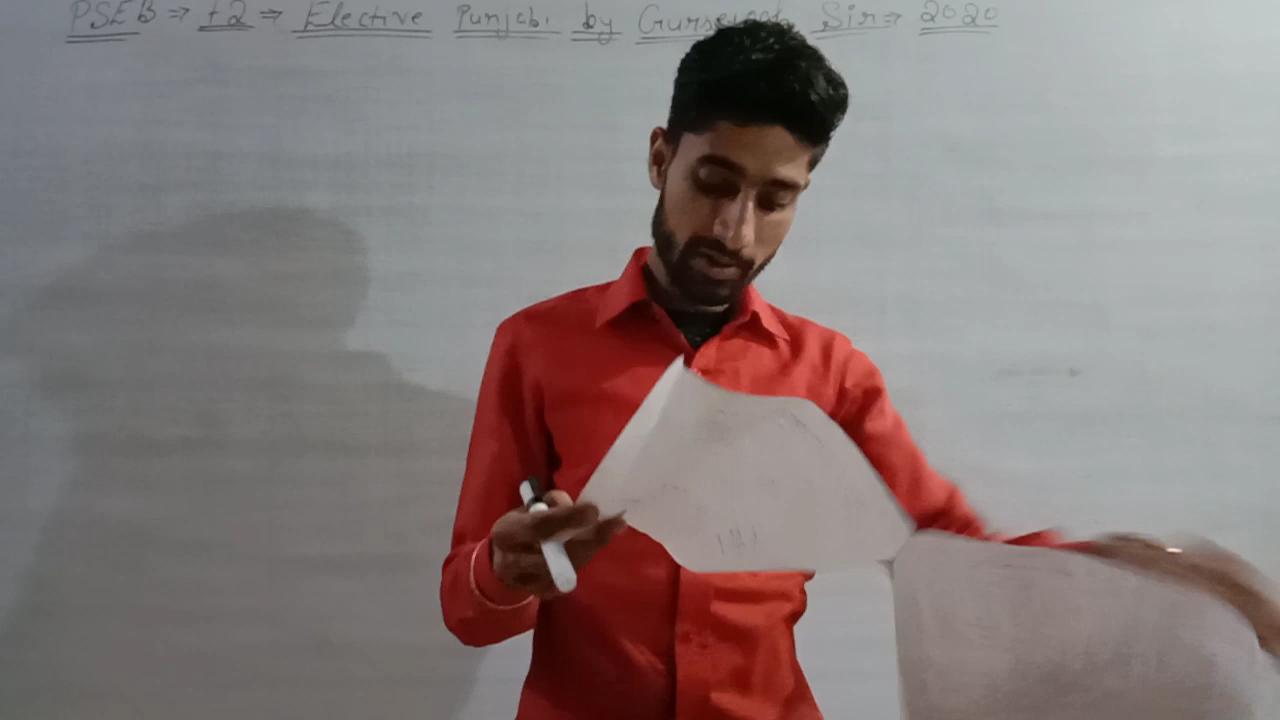 PSEB ⇒ +2 ⇒ Elective Punjabi by Sir ⇒ 2020